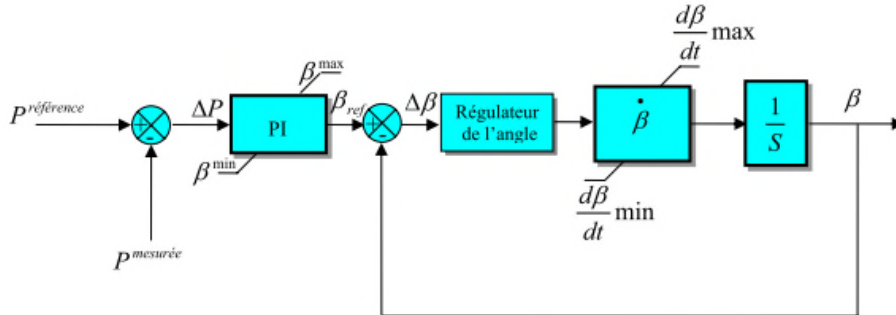 P^référence
+
-
ΔP
β^max
PI
β^min
β_ref
+
-
Δβ
Régulateur
de l'angle
dβ/dt max
β̇
dβ/dt min
1/S
β
P^mesurée